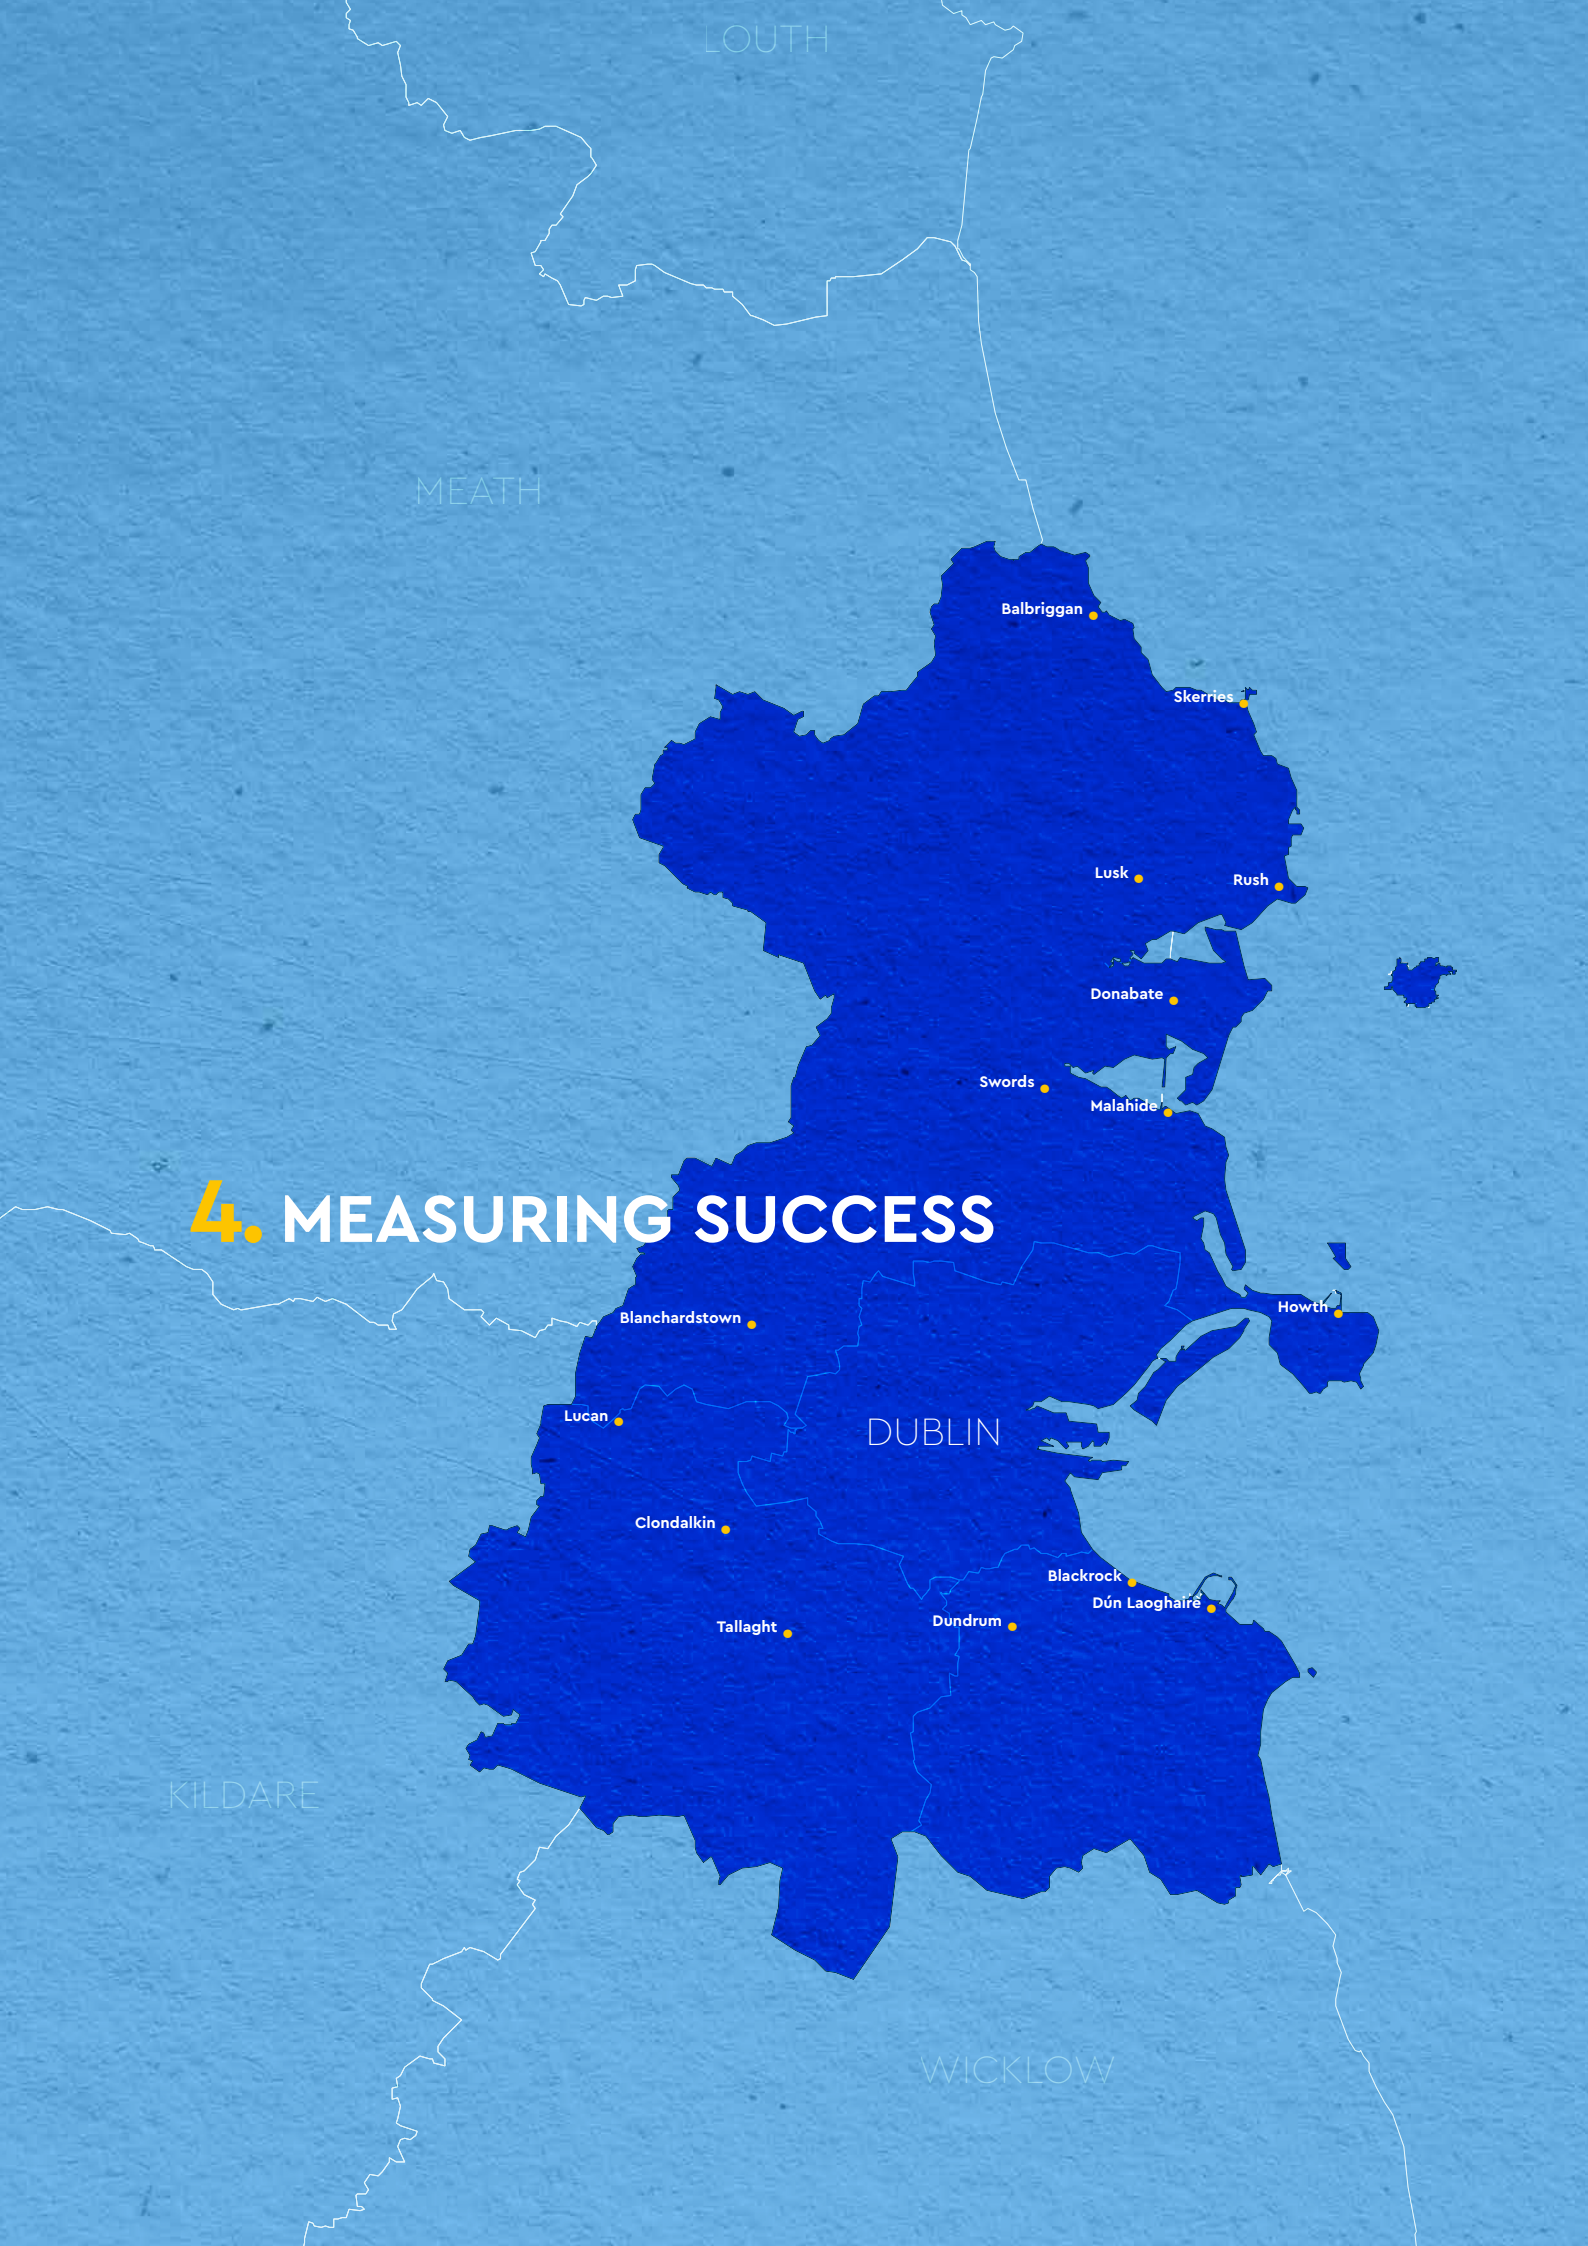 LOUTH
MEATH
Balbriggan
Skerries
Lusk
Rush
Donabate
Swords
Malahide
4. MEASURING SUCCESS
Howth
Blanchardstown
Lucan
DUBLIN
Clondalkin
Blackrock
Dún Laoghaire
Dundrum
Tallaght
KILDARE
WICKLOW